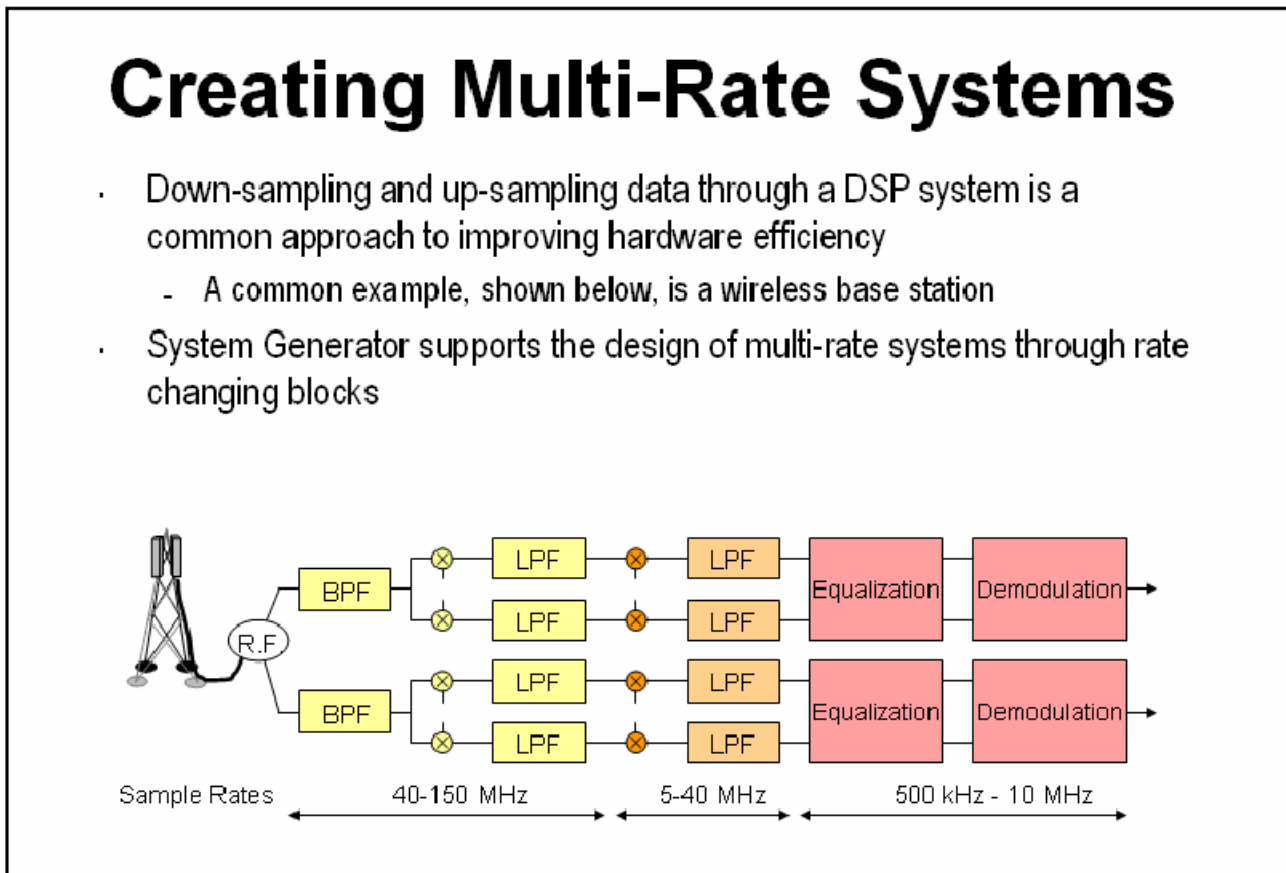 Creating Multi-Rate Systems
· Down-sampling and up-sampling data through a DSP system is a
common approach to improving hardware efficiency
- A common example, shown below, is a wireless base station
· System Generator supports the design of multi-rate systems through rate
changing blocks
LPF LPF
BPF Equalization Demodulation
LPF LPF
R.F.
LPF LPF
BPF Equalization Demodulation
LPF LPF
Sample Rates 40-150 MHz 5-40 MHz 500 kHz - 10 MHz